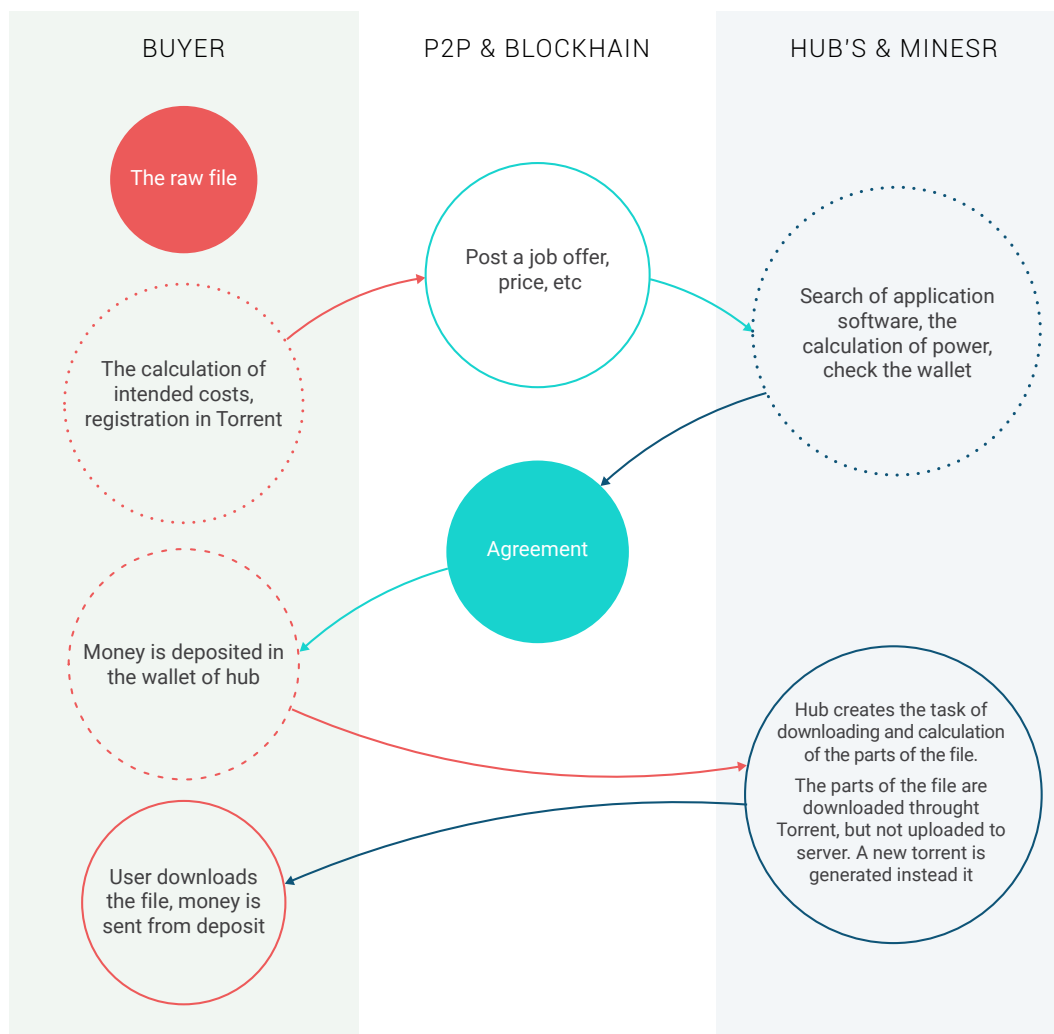 BUYER
P2P & BLOCKHAIN
HUB'S & MINESR
The raw file
Post a job offer,
price, etc
Search of application
software, the
calculation of power,
check the wallet
The calculation of
intended costs,
registration in Torrent
Agreement
Money is deposited in
the wallet of hub
Hub creates the task of
downloading and calculation
of the parts of the file.
The parts of the file are
downloaded throught
Torrent, but not uploaded to
server. A new torrent is
generated instead it
User downloads
the file, money is
sent from deposit